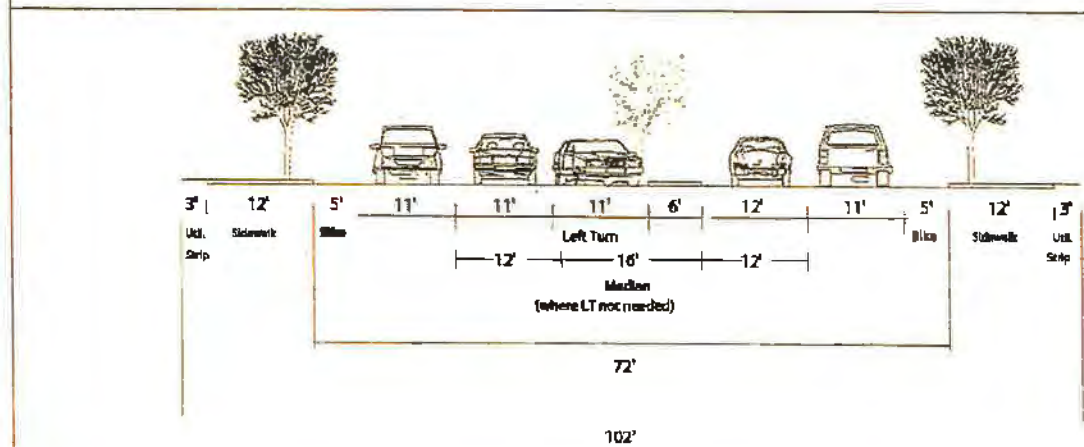 3' 12' 5' 11' 11' 11' 6' 12' 11' 5' 12' 3'
Util. Sidewalk Bike Left Turn Bike Sidewalk Util.
Strip Strip
12' 16' 12'
Median
(where LT not needed)
72'
102'